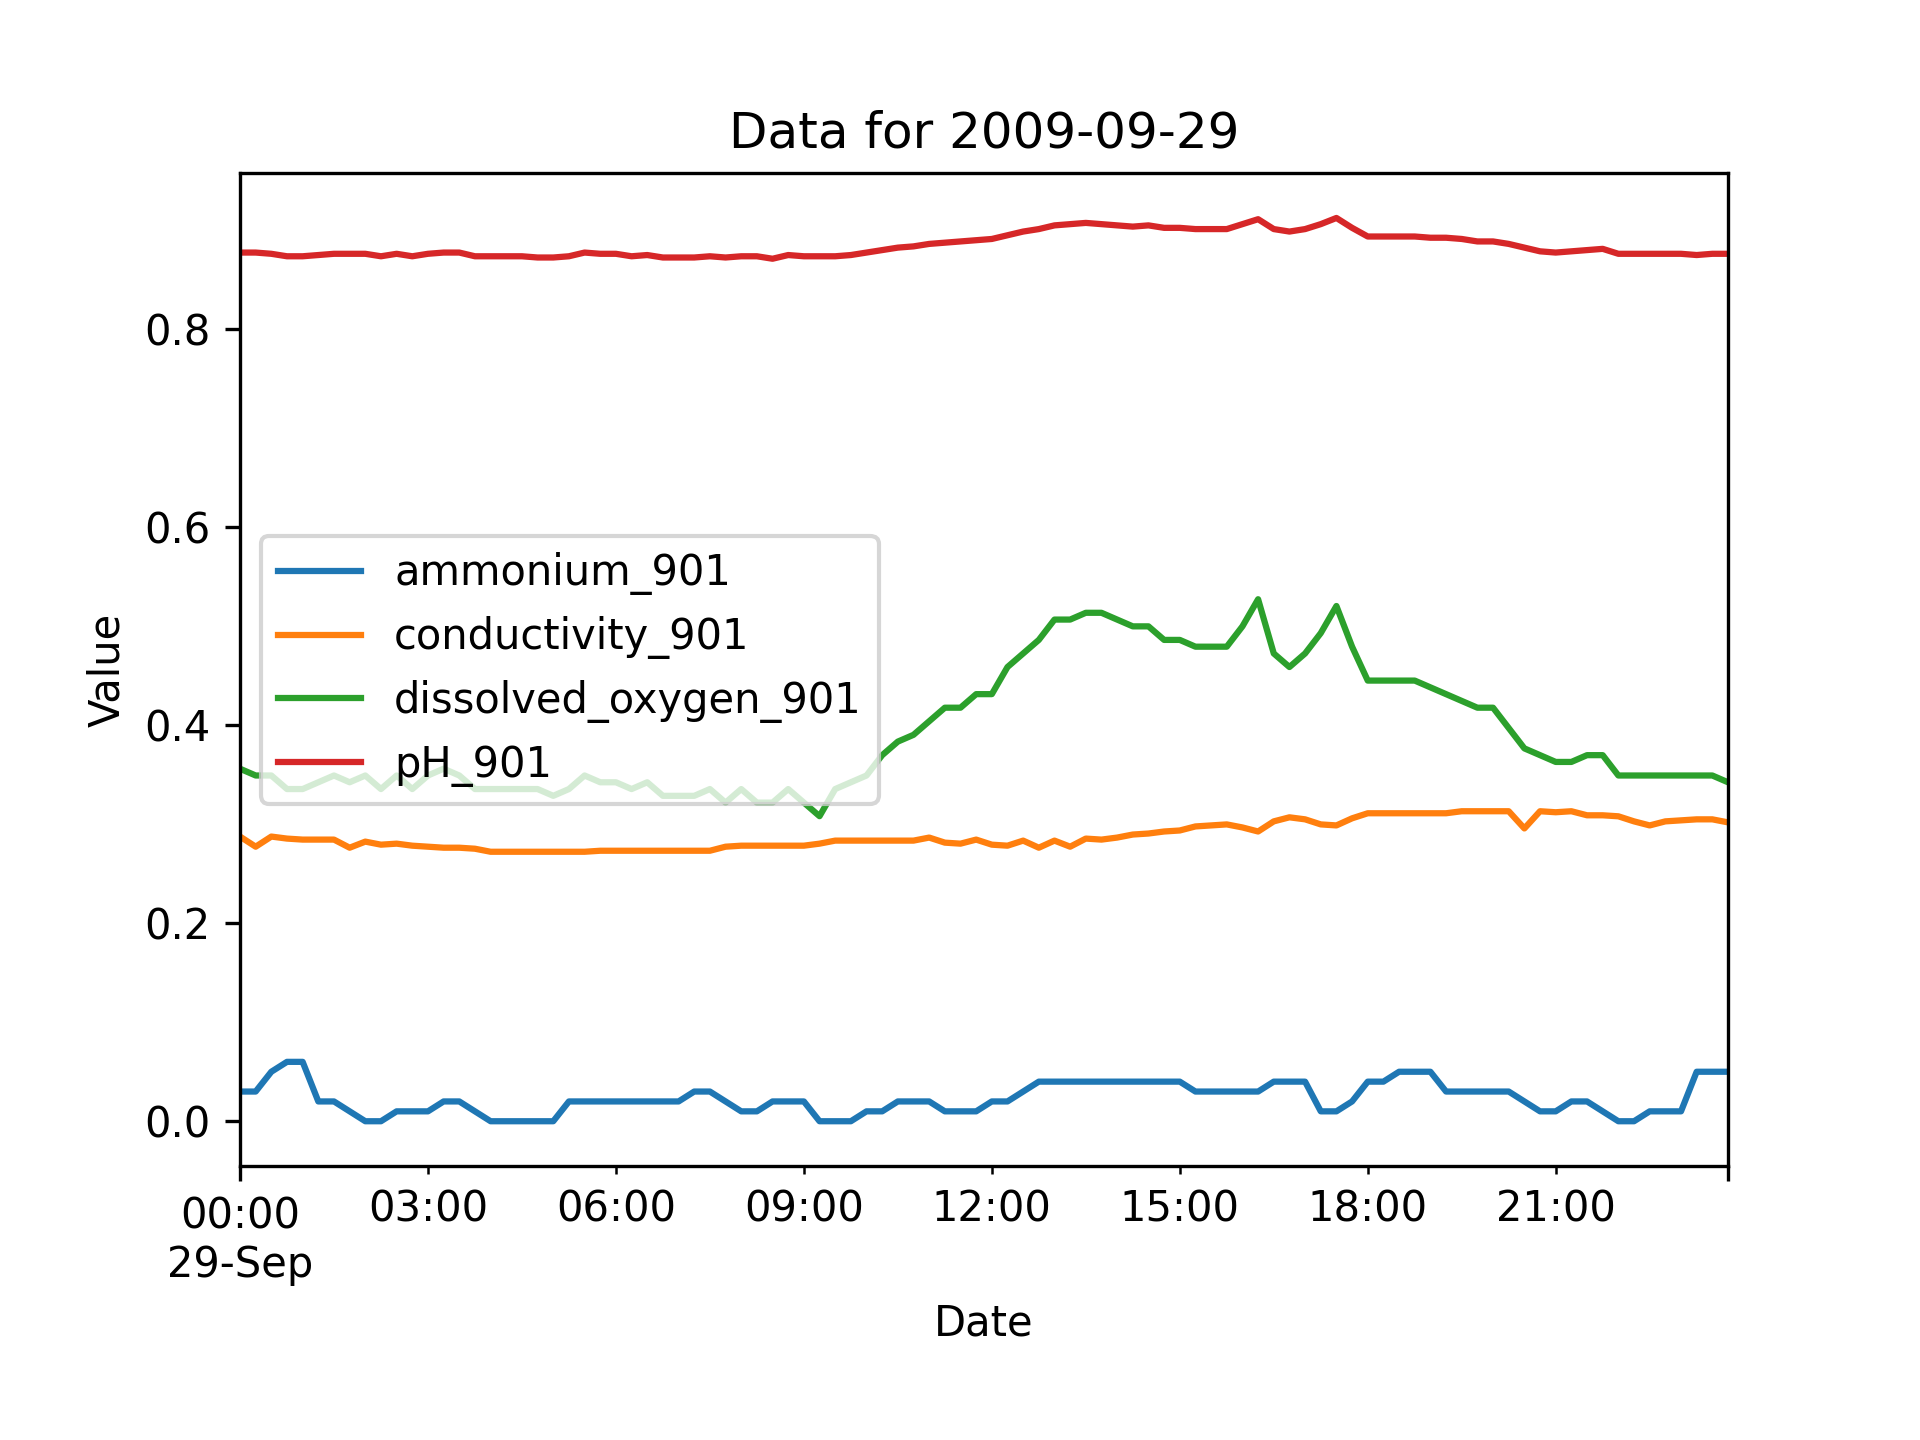 Data for 2009-09-29
Value
0.8
0.6
0.4
0.2
0.0
ammonium_901
conductivity_901
dissolved_oxygen_901
pH_901
00:00 03:00 06:00 09:00 12:00 15:00 18:00 21:00
29-Sep
Date